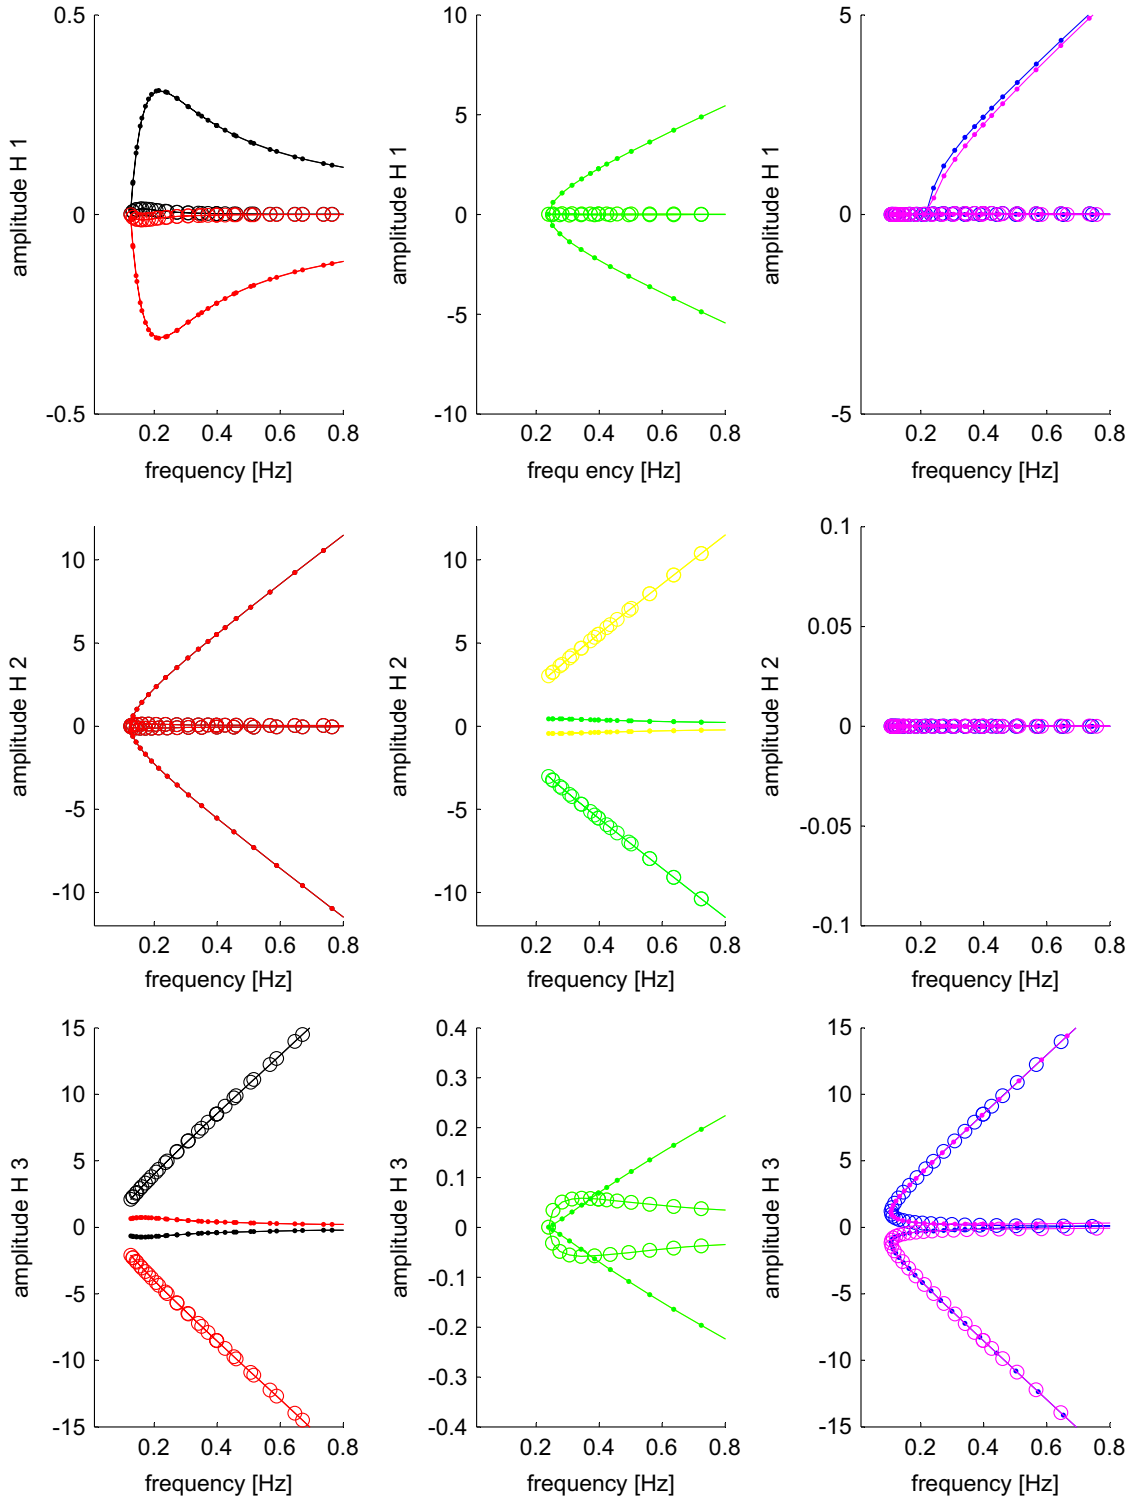 0.5
0
-0.5
amplitude H 1
0.2 0.4 0.6 0.8
frequency [Hz]
10
5
0
-5
-10
amplitude H 1
0.2 0.4 0.6 0.8
frequ ency [Hz]
5
0
-5
amplitude H 1
0.2 0.4 0.6 0.8
frequency [Hz]
10
5
0
-5
-10
amplitude H 2
0.2 0.4 0.6 0.8
frequency [Hz]
10
5
0
-5
-10
amplitude H 2
0.2 0.4 0.6 0.8
frequency [Hz]
0.1
0.05
0
-0.05
-0.1
amplitude H 2
0.2 0.4 0.6 0.8
frequency [Hz]
15
10
5
0
-5
-10
-15
amplitude H 3
0.2 0.4 0.6 0.8
frequency [Hz]
0.4
0.3
0.2
0.1
0
-0.1
-0.2
-0.3
-0.4
amplitude H 3
0.2 0.4 0.6 0.8
frequency [Hz]
15
10
5
0
-5
-10
-15
amplitude H 3
0.2 0.4 0.6 0.8
frequency [Hz]